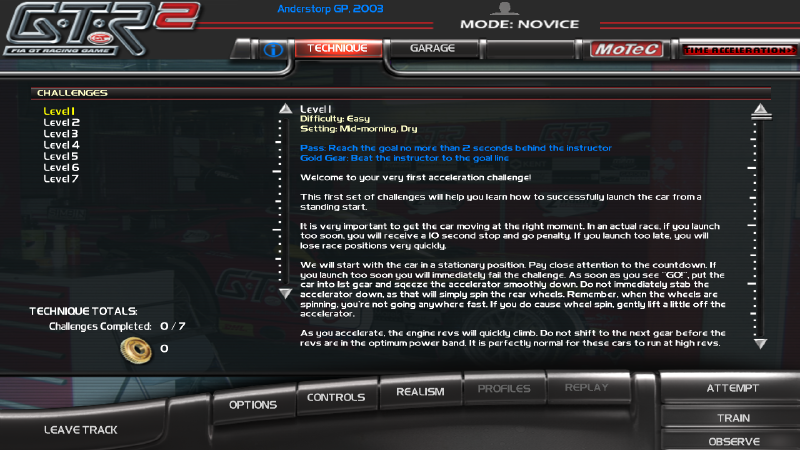 GTR2
FIA GT RACING GAME
Anderstorp GP, 2003
MODE: NOVICE
TECHNIQUE
GARAGE
MoTeC
TIME ACCELERATION
CHALLENGES
Level 1
Level 2
Level 3
Level 4
Level 5
Level 6
Level 7
Level 1
Difficulty: Easy
Setting: Mid-morning, Dry
Pass: Reach the goal no more than 2 seconds behind the instructor
Gold Gear: Beat the instructor to the goal line
Welcome to your very first acceleration challenge!
This first set of challenges will help you learn how to successfully launch the car from a
standing start.
It is very important to get the car moving at the right moment. In an actual race, if you launch
too soon, you will receive a 10 second stop and go penalty. If you launch too late, you will
lose race positions very quickly.
We will start with the car in a stationary position. Pay close attention to the countdown. If
you launch too soon you will immediately fail the challenge. As soon as you see "GO!", put the
car into 1st gear and sqeeze the accelerator smoothly down. Do not immediately stab the
accelerator down, as that will simply spin the rear wheels. Remember, when the wheels are
spinning, you're not going anywhere fast. If you do cause wheel spin, gently lift a little off the
accelerator.
As you accelerate, the engine revs will quickly climb. Do not shift to the next gear before the
revs are in the optimum power band. It is perfectly normal for these cars to run at high revs.
TECHNIQUE TOTALS:
Challenges Completed: 0 / 7
0
LEAVE TRACK
OPTIONS
CONTROLS
REALISM
PROFILES
REPLAY
ATTEMPT
TRAIN
OBSERVE